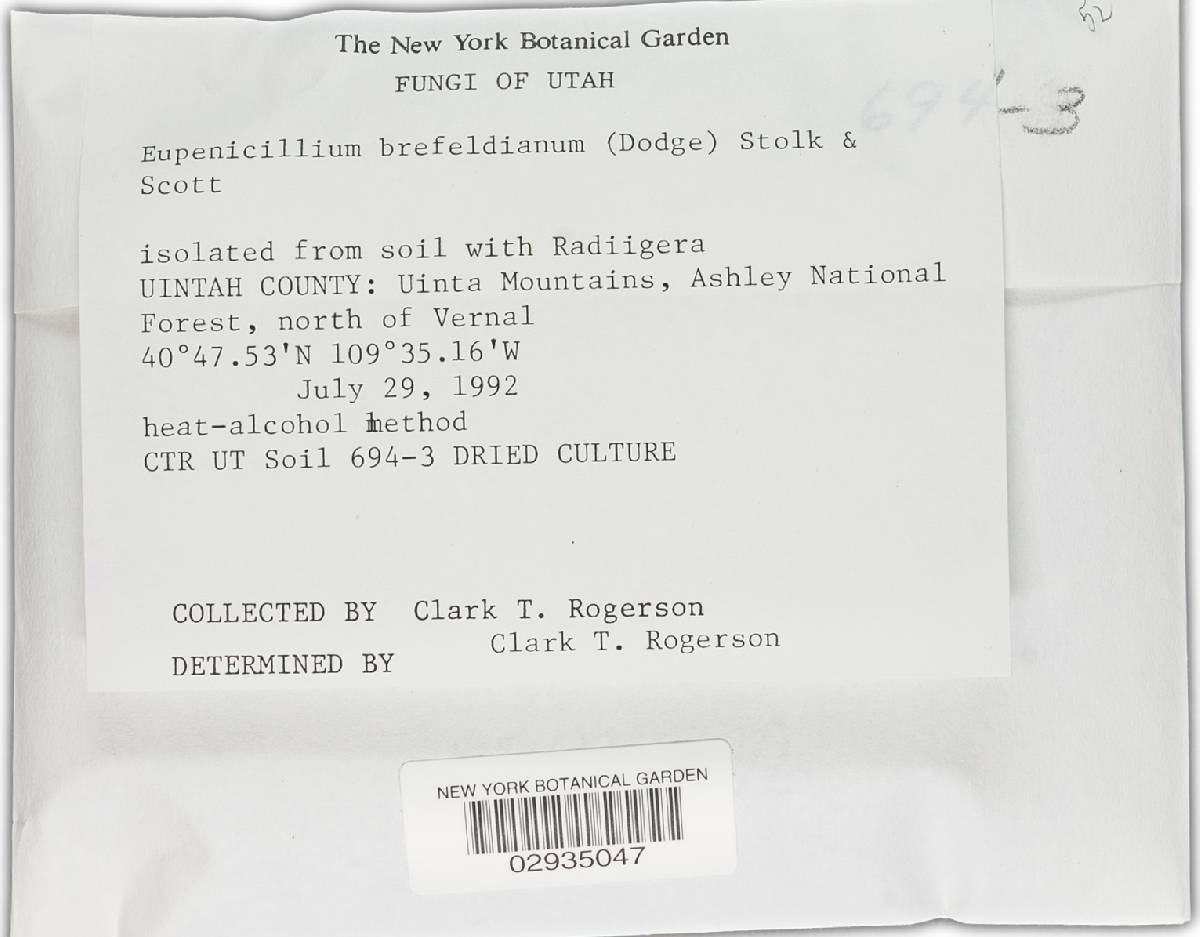 52
The New York Botanical Garden
FUNGI OF UTAH
694-3
Eupenicillium brefeldianum (Dodge) Stolk &
Scott
isolated from soil with Radiigera
UINTAH COUNTY: Uinta Mountains, Ashley National
Forest, north of Vernal
40°47.53'N 109°35.16'W
July 29, 1992
heat-alcohol method
CTR UT Soil 694-3 DRIED CULTURE
COLLECTED BY Clark T. Rogerson
Clark T. Rogerson
DETERMINED BY
NEW YORK BOTANICAL GARDEN
02935047